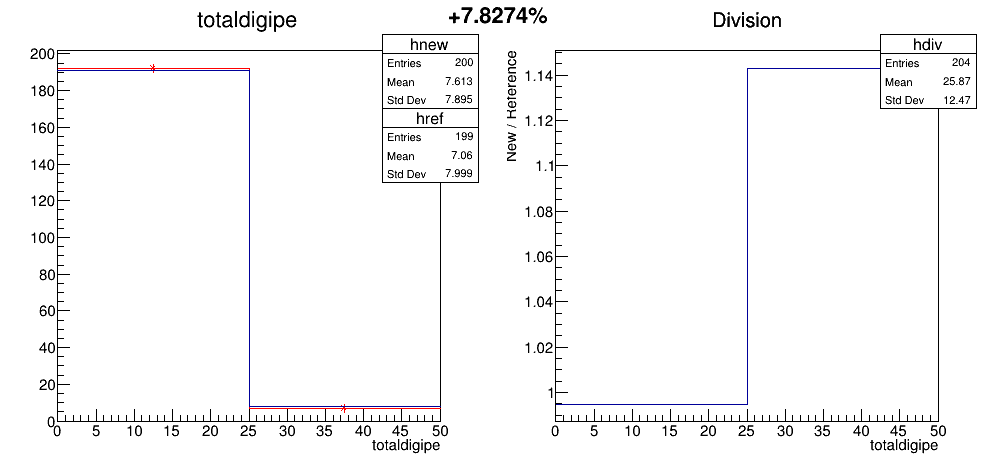 +7.8274%
totaldigipe
hnew
Entries 200
Mean 7.613
Std Dev 7.895
href
Entries 199
Mean 7.06
Std Dev 7.999
200
180
160
140
120
100
80
60
40
20
0
0 5 10 15 20 25 30 35 40 45 50
totaldigipe
Division
hdiv
Entries 204
Mean 25.87
Std Dev 12.47
New / Reference
1.14
1.12
1.1
1.08
1.06
1.04
1.02
1
0 5 10 15 20 25 30 35 40 45 50
totaldigipe